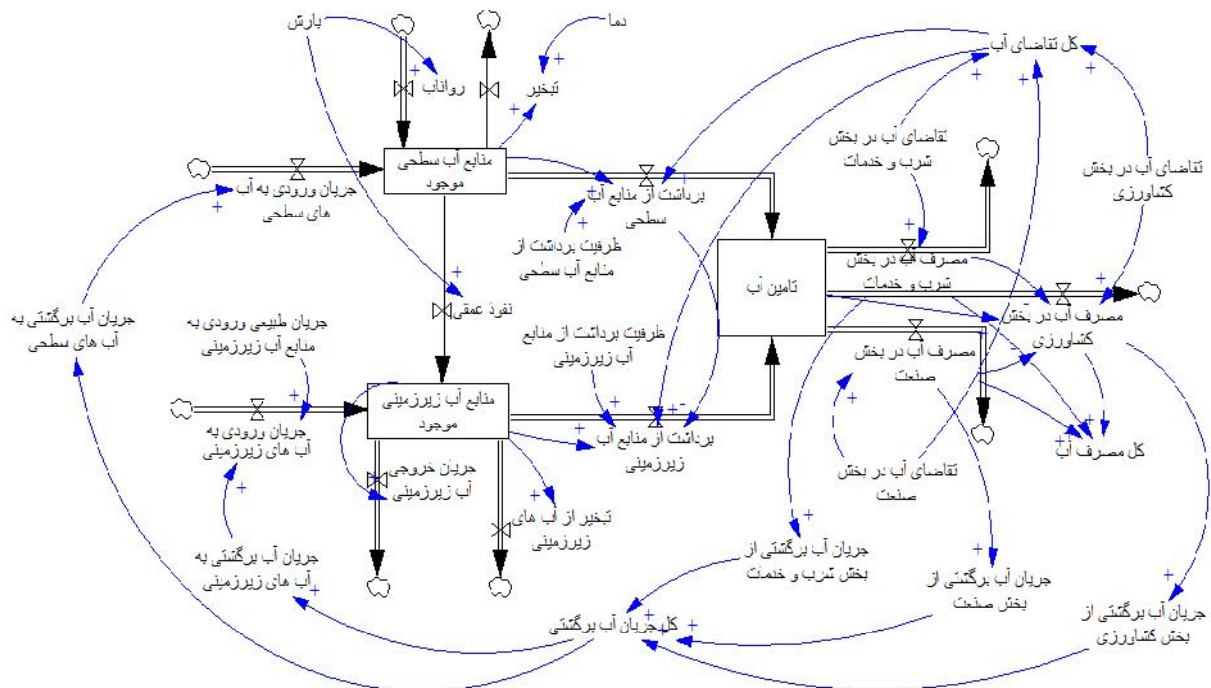 بارش
دما
کل تقاضای آب
رواناب
تبخیر
منابع آب سطحی
موجود
تقاضای آب در بخش
شرب و خدمات
تقاضای آب در بخش
کشاورزی
جریان ورودی به آب
های سطحی
برداشت از منابع آب
سطحی
ظرفیت برداشت از
منابع آب سطحی
تامین آب
مصرف آب در بخش
شرب و خدمات
نفوذ عمقی
مصرف آب در بخش
کشاورزی
جریان آب برگشتی به
آب های سطحی
جریان طبیعی ورودی به
منابع آب زیرزمینی
ظرفیت برداشت از منابع
آب زیرزمینی
مصرف آب در بخش
صنعت
منابع آب زیرزمینی
موجود
جریان ورودی به
آب های زیرزمینی
برداشت از منابع آب
زیرزمینی
کل مصرف آب
جریان خروجی
آب زیرزمینی
تقاضای آب در بخش
صنعت
تبخیر از آب های
زیرزمینی
جریان آب برگشتی به
آب های زیرزمینی
جریان آب برگشتی از
بخش شرب و خدمات
جریان آب برگشتی از
بخش صنعت
جریان آب برگشتی از
بخش کشاورزی
کل جریان آب برگشتی